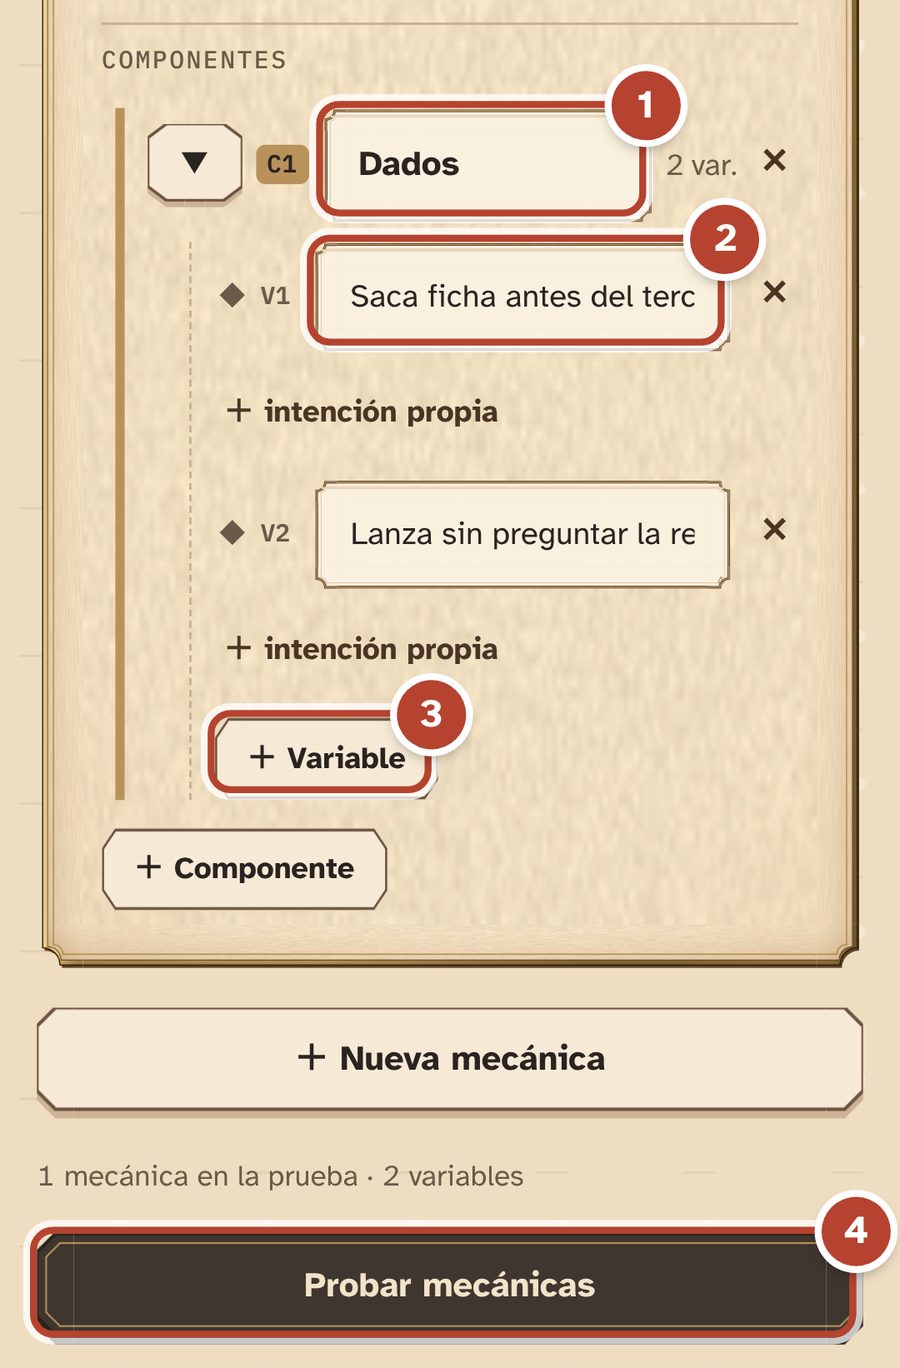 COMPONENTES
1
▼ C1 Dados 2 var. ✕
2
◆ V1 Saca ficha antes del terc ✕
+ intención propia
◆ V2 Lanza sin preguntar la re ✕
+ intención propia
3
+ Variable
+ Componente
+ Nueva mecánica
1 mecánica en la prueba · 2 variables
4
Probar mecánicas